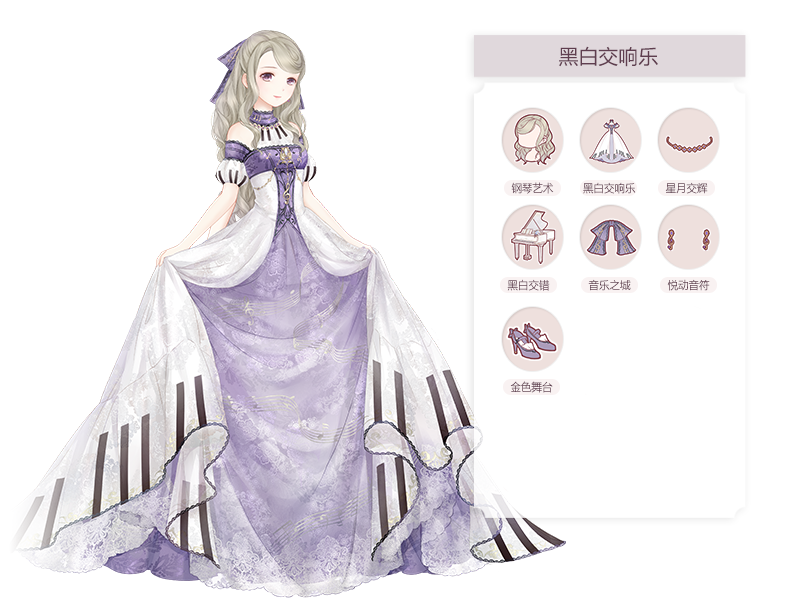 黑白交响乐
钢琴艺术
黑白交响乐
星月交辉
黑白交错
音乐之城
悦动音符
金色舞台